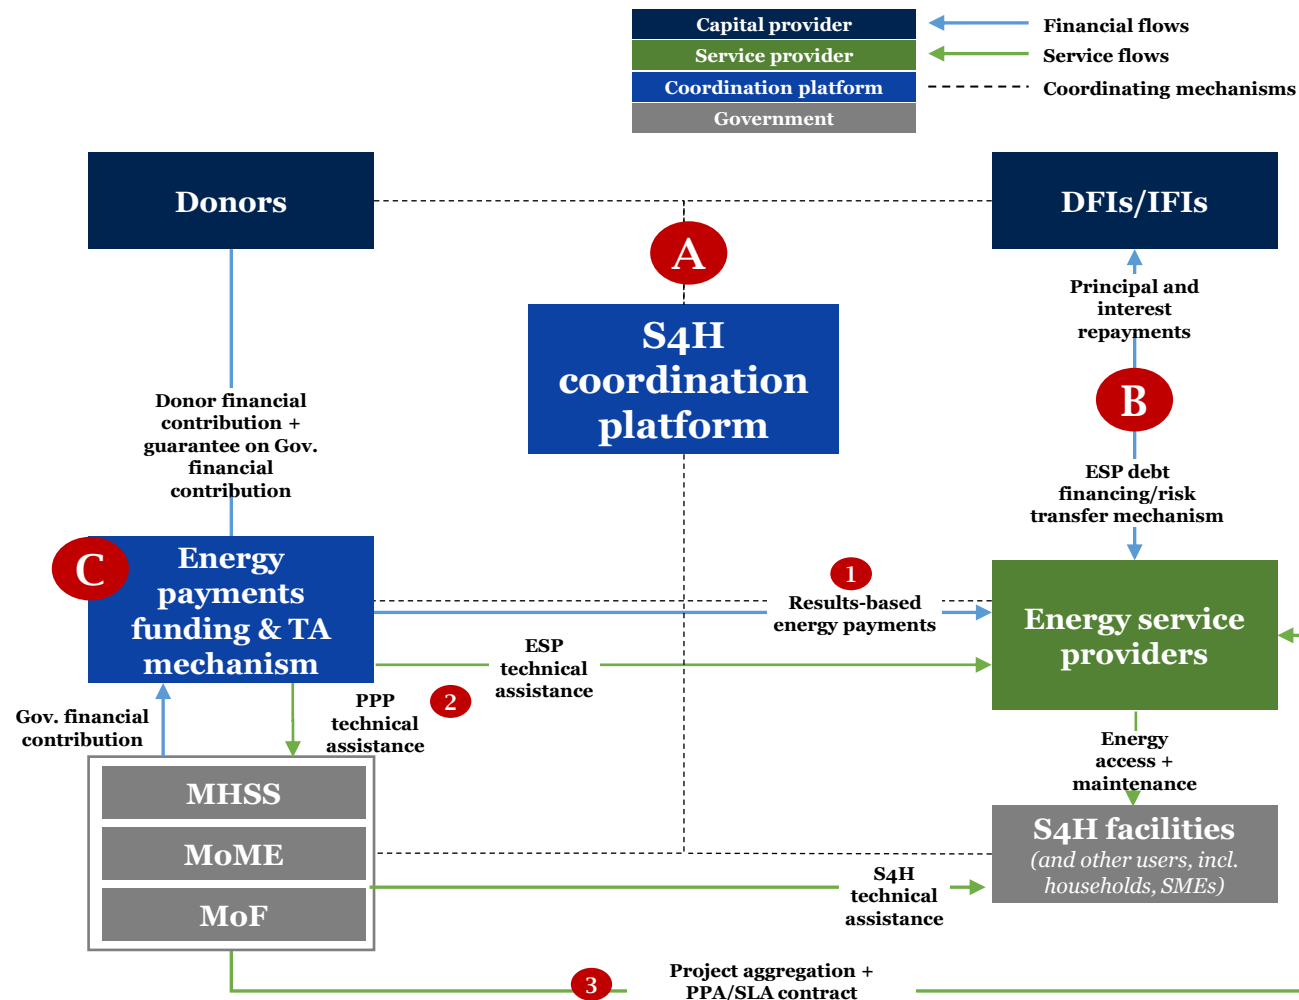 Capital provider
Service provider
Coordination platform
Government
Financial flows
Service flows
Coordinating mechanisms
Donors
DFIs/IFIs
A
S4H
coordination
platform
Principal and
interest
repayments
B
Donor financial
contribution +
guarantee on Gov.
financial
contribution
ESP debt
financing/risk
transfer mechanism
C
Energy
payments
funding & TA
mechanism
1
Results-based
energy payments
Energy service
providers
ESP
technical
assistance
2
PPP
technical
assistance
Gov. financial
contribution
Energy
access +
maintenance
MHSS
MoME
MoF
S4H facilities
(and other users, incl.
households, SMEs)
S4H
technical
assistance
3
Project aggregation +
PPA/SLA contract